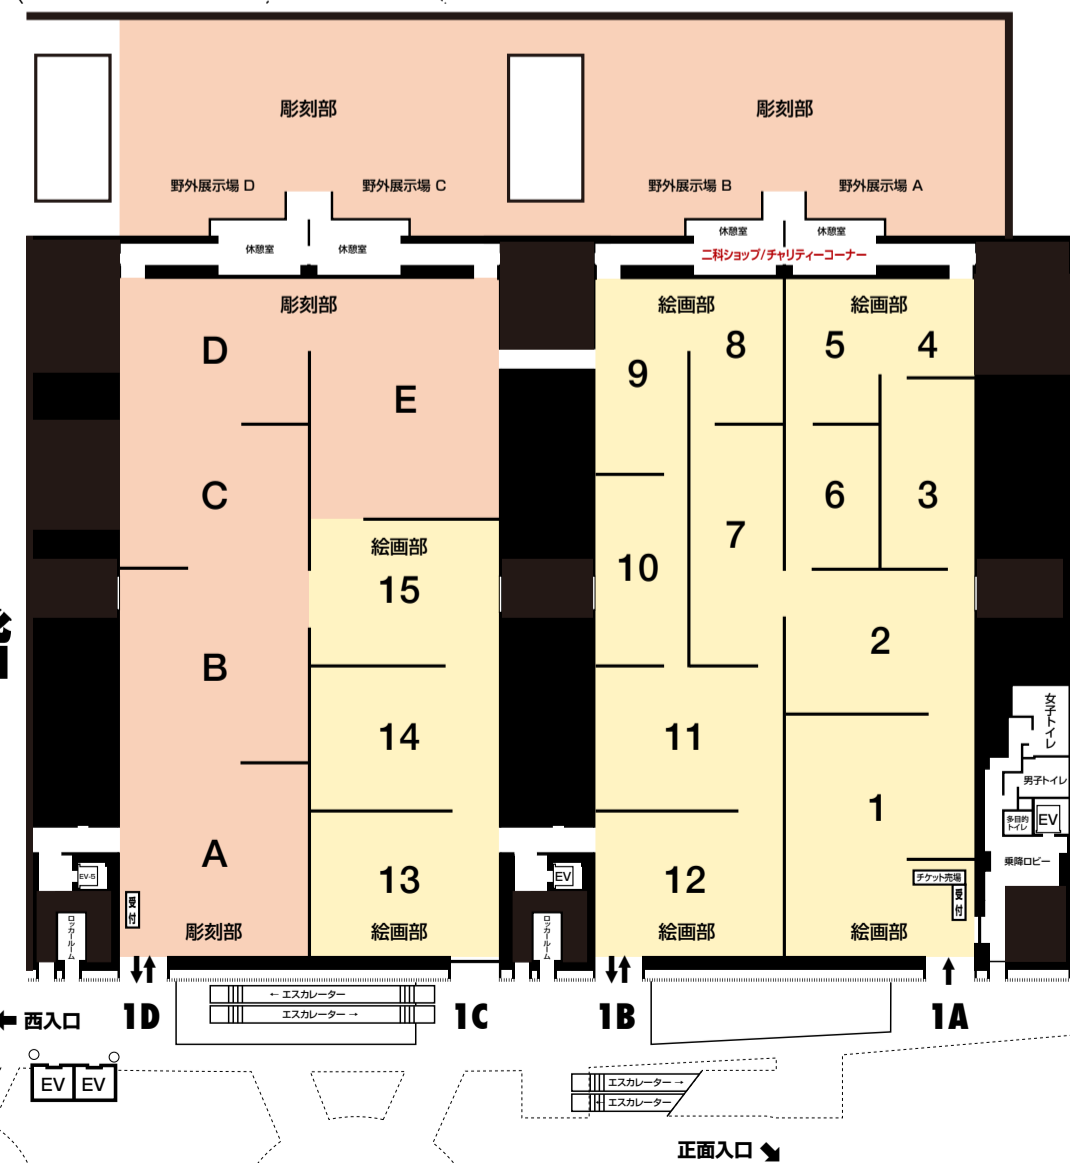 彫刻部
彫刻部
野外展示場 D
野外展示場 C
野外展示場 B
野外展示場 A
休憩室
休憩室
休憩室
休憩室
二科ショップ/チャリティーコーナー
彫刻部
絵画部
絵画部
D
E
9
8
5
4
C
6
3
10
7
絵画部
15
2
B
14
11
1
女子トイレ
男子トイレ
多目的
トイレ
EV
乗降ロビー
A
13
12
チケット売場
受付
受付
EV-5
EV
ロッカールーム
ロッカールーム
彫刻部
絵画部
絵画部
絵画部
← エスカレーター
エスカレーター →
西入口
1D
1C
1B
1A
EV
EV
エスカレーター →
← エスカレーター
正面入口